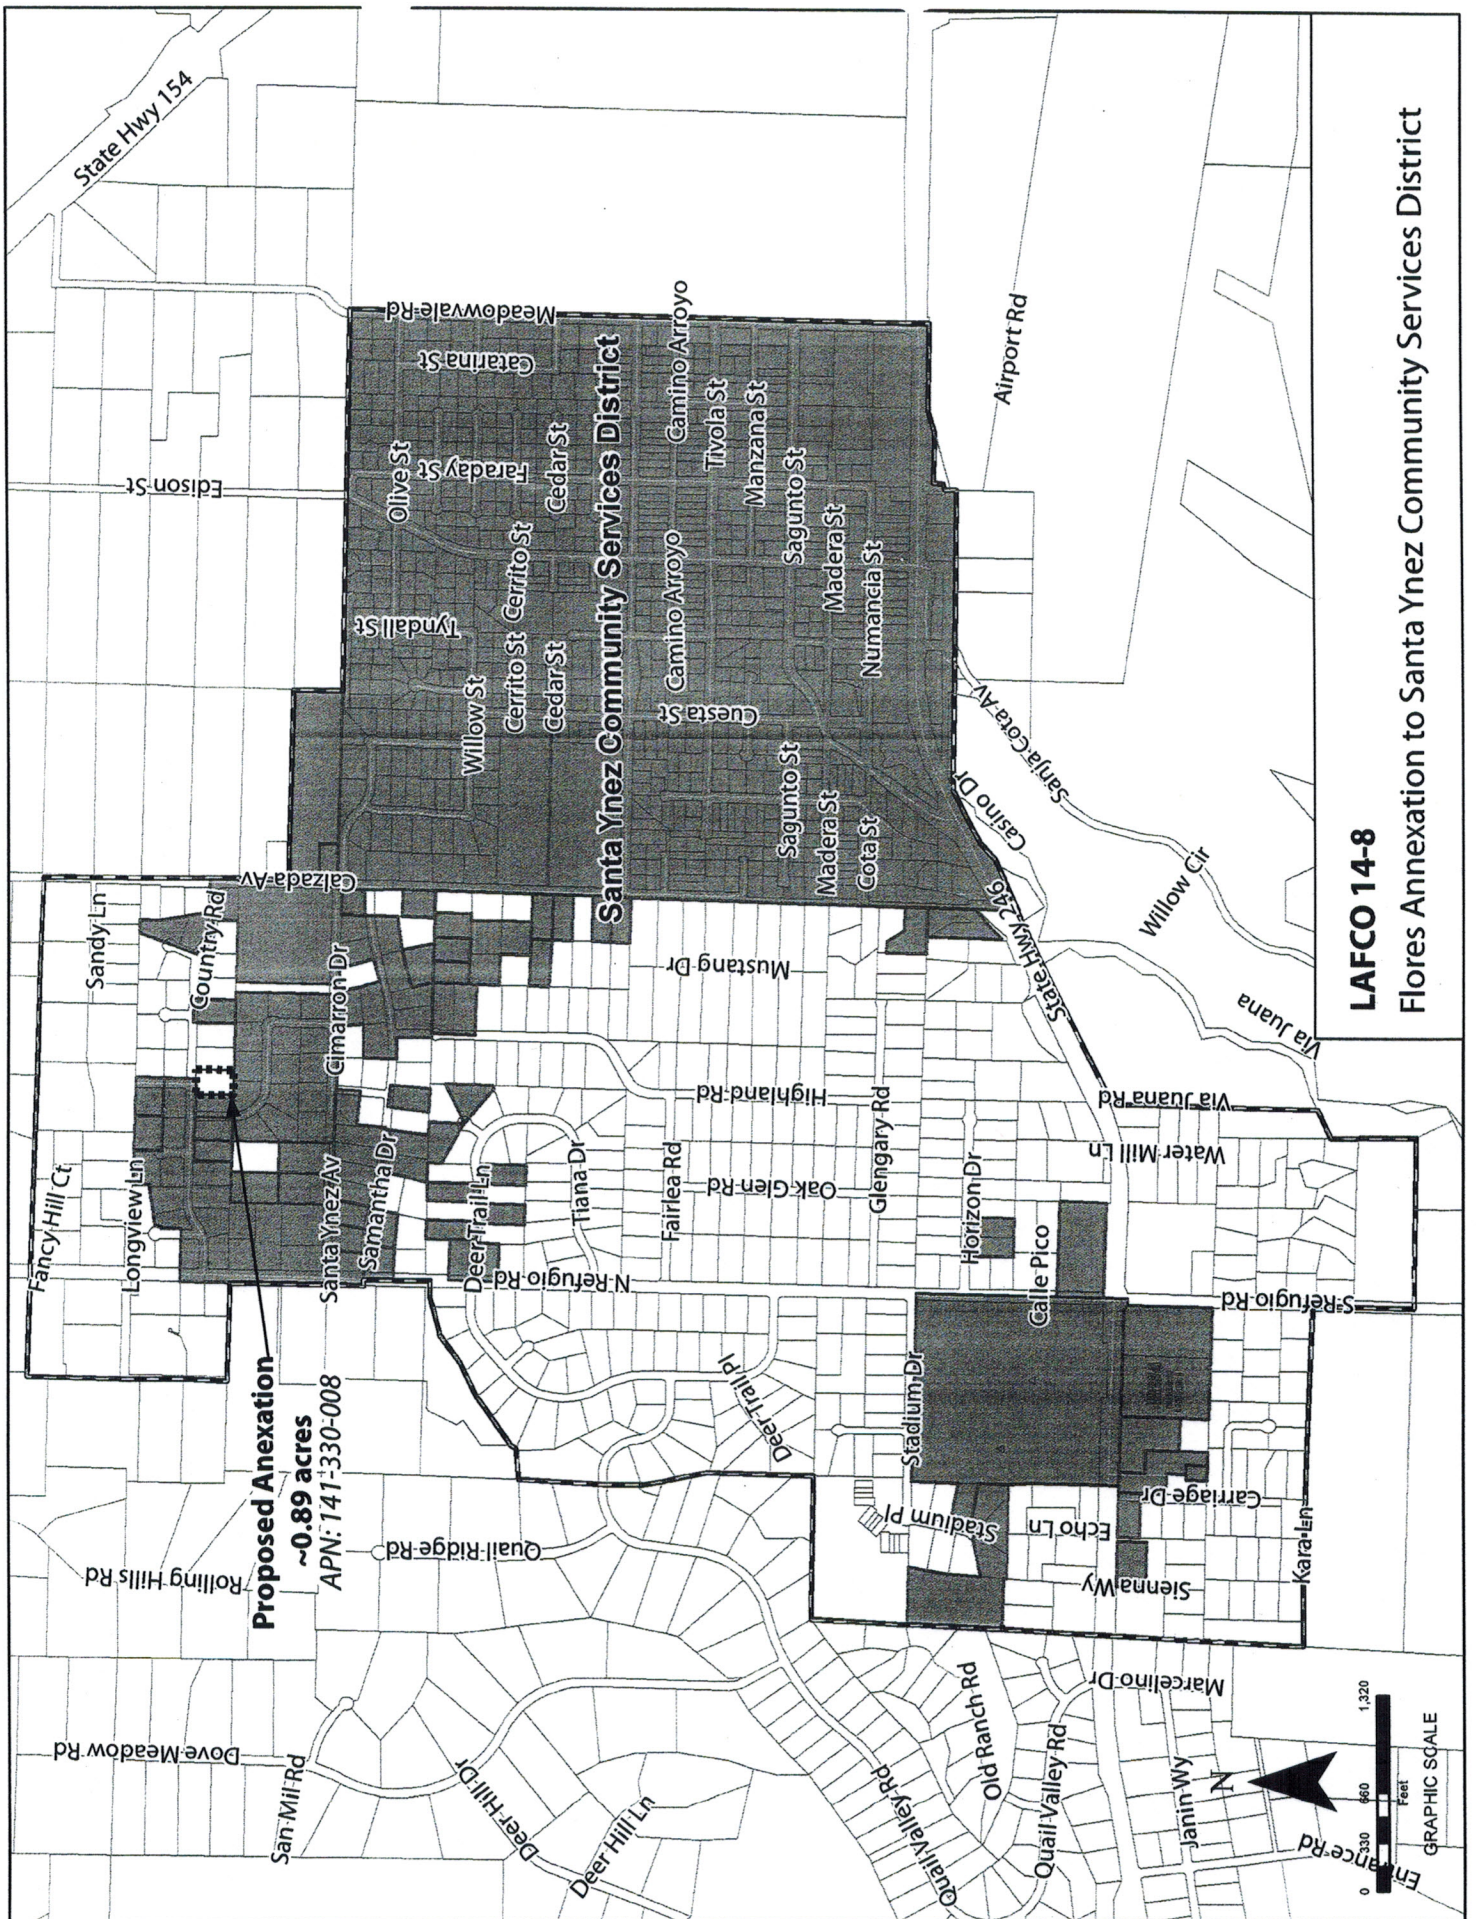 State Hwy 154
Edison St
Meadowvale Rd
Catarina St
Olive St
Faraday St
Cedar St
Camino Arroyo
Tivola St
Manzana St
Sagunto St
Madera St
Numancia St
Airport Rd
Santa Ynez Community Services District
Tyndall St
Willow St
Cerrito St
Cerrito St
Cedar St
Camino Arroyo
Cuesta St
Sagunto St
Madera St
Cota St
Casino Dr
Sanja Cota Av
Willow Cir
Via Juana
State Hwy 246
Calzada Av
Sandy Ln
Country Rd
Cimarron Dr
Mustang Dr
Highland Rd
Glengary Rd
Via Juana Rd
Water Mill Ln
Fancy Hill Ct
Longview Ln
Santa Ynez Av
Samantha Dr
Deer Trail Ln
Tiana Dr
Fairlea Rd
Oak Glen Rd
Horizon Dr
Calle Pico
N Refugio Rd
S Refugio Rd
Proposed Anexation
~0.89 acres
APN: 141-330-008
Deer Trail Pl
Stadium Dr
Stadium Pl
Echo Ln
Carriage Dr
Sienna Wy
Kara Ln
Rolling Hills Rd
Quail Ridge Rd
Dove Meadow Rd
San Mil Rd
Deer Hill Dr
Deer Hill Ln
Quail Valley Rd
Old Ranch Rd
Quail Valley Rd
Marcelino Dr
Janin Wy
Entrance Rd
N
0 330 660 1,320
Feet
GRAPHIC SCALE
LAFCO 14-8
Flores Annexation to Santa Ynez Community Services District